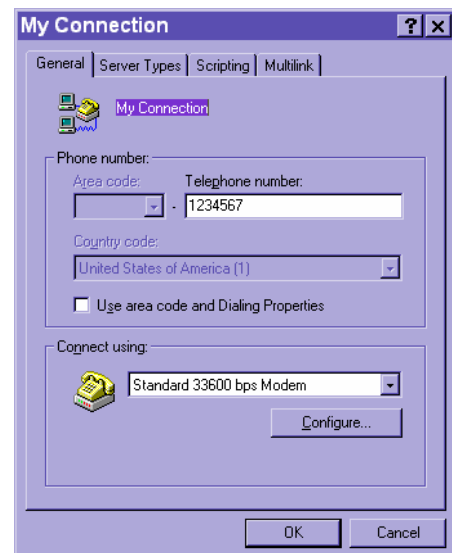 My Connection ? ×
General Server Types Scripting Multilink
My Connection
Phone number:
Area code: Telephone number:
- 1234567
Country code:
United States of America (1)
Use area code and Dialing Properties
Connect using:
Standard 33600 bps Modem
Configure...
OK Cancel